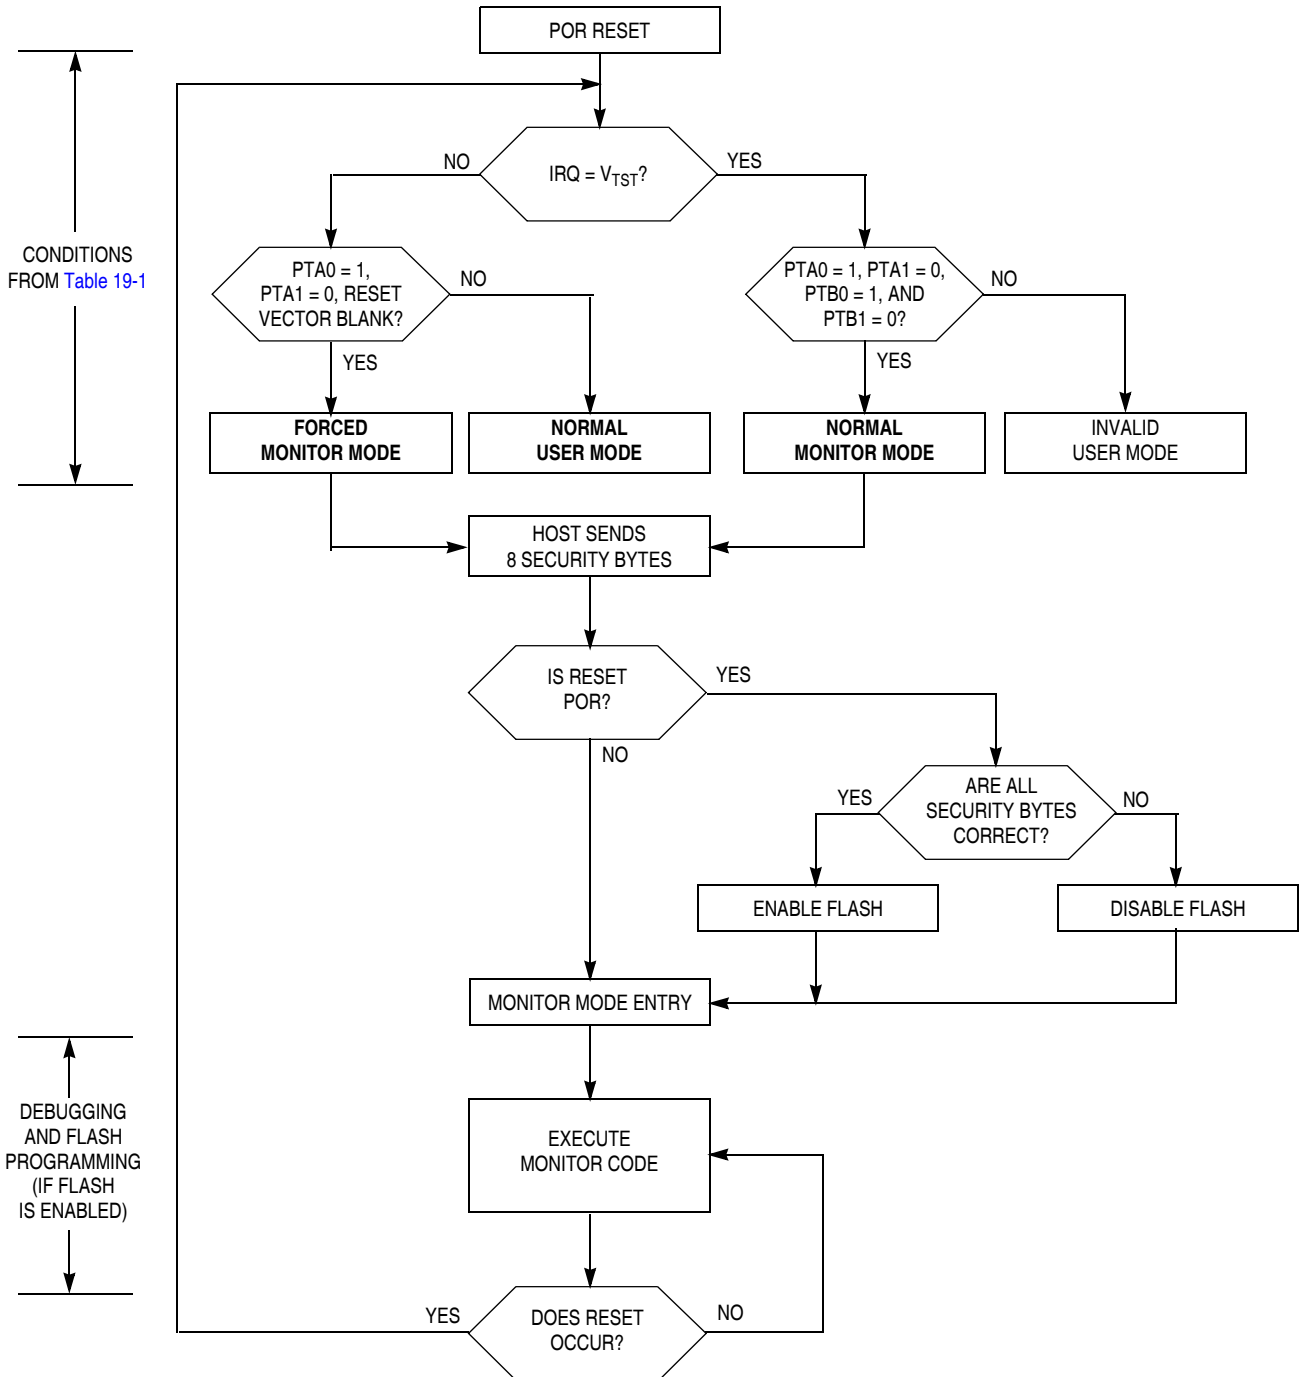 POR RESET
NO
YES
IRQ = VTST?
CONDITIONS
FROM Table 19-1
PTA0 = 1,
PTA1 = 0, RESET
VECTOR BLANK?
NO
YES
PTA0 = 1, PTA1 = 0,
PTB0 = 1, AND
PTB1 = 0?
NO
YES
FORCED
MONITOR MODE
NORMAL
USER MODE
NORMAL
MONITOR MODE
INVALID
USER MODE
HOST SENDS
8 SECURITY BYTES
IS RESET
POR?
YES
NO
ARE ALL
SECURITY BYTES
CORRECT?
YES
NO
ENABLE FLASH
DISABLE FLASH
MONITOR MODE ENTRY
DEBUGGING
AND FLASH
PROGRAMMING
(IF FLASH
IS ENABLED)
EXECUTE
MONITOR CODE
YES
DOES RESET
OCCUR?
NO